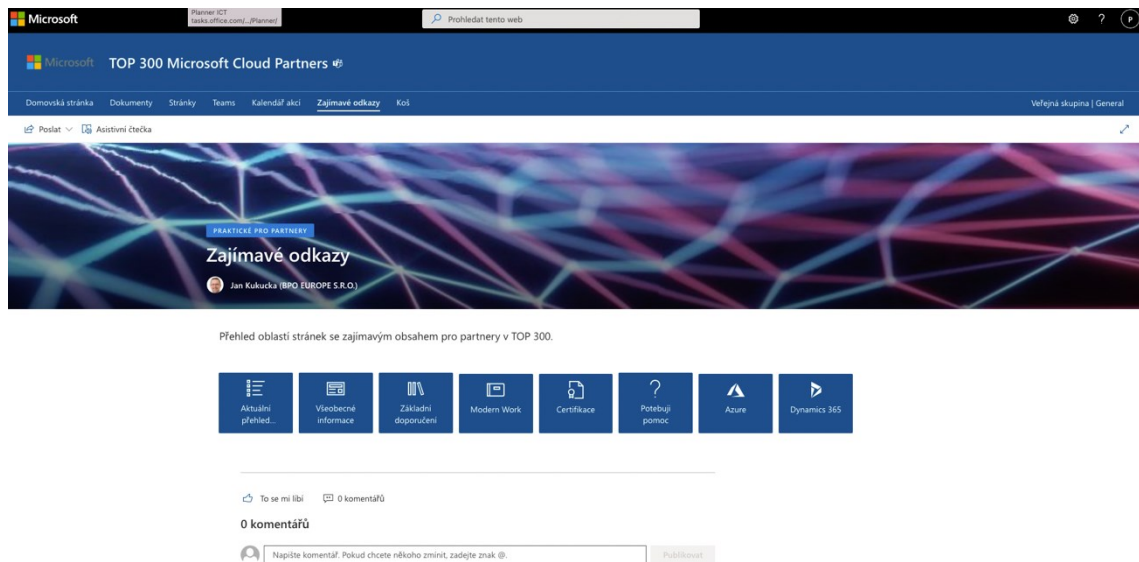 Microsoft
Planner ICT
tasks.office.com/.../Planner/
Prohledat tento web
?
P
Microsoft
TOP 300 Microsoft Cloud Partners
Domovská stránka Dokumenty Stránky Teams Kalendář akcí Zajímavé odkazy Koš
Veřejná skupina | General
Poslat
Asistivní čtečka
PRAKTICKÉ PRO PARTNERY
Zajímavé odkazy
Jan Kukucka (BPO EUROPE S.R.O.)
Přehled oblastí stránek se zajímavým obsahem pro partnery v TOP 300.
Aktuální
přehled...
Všeobecné
informace
Základní
doporučení
Modern Work
Certifikace
Potebuji
pomoc
Azure
Dynamics 365
To se mi líbí
0 komentářů
0 komentářů
Napište komentář. Pokud chcete někoho zmínit, zadejte znak @.
Publikovat